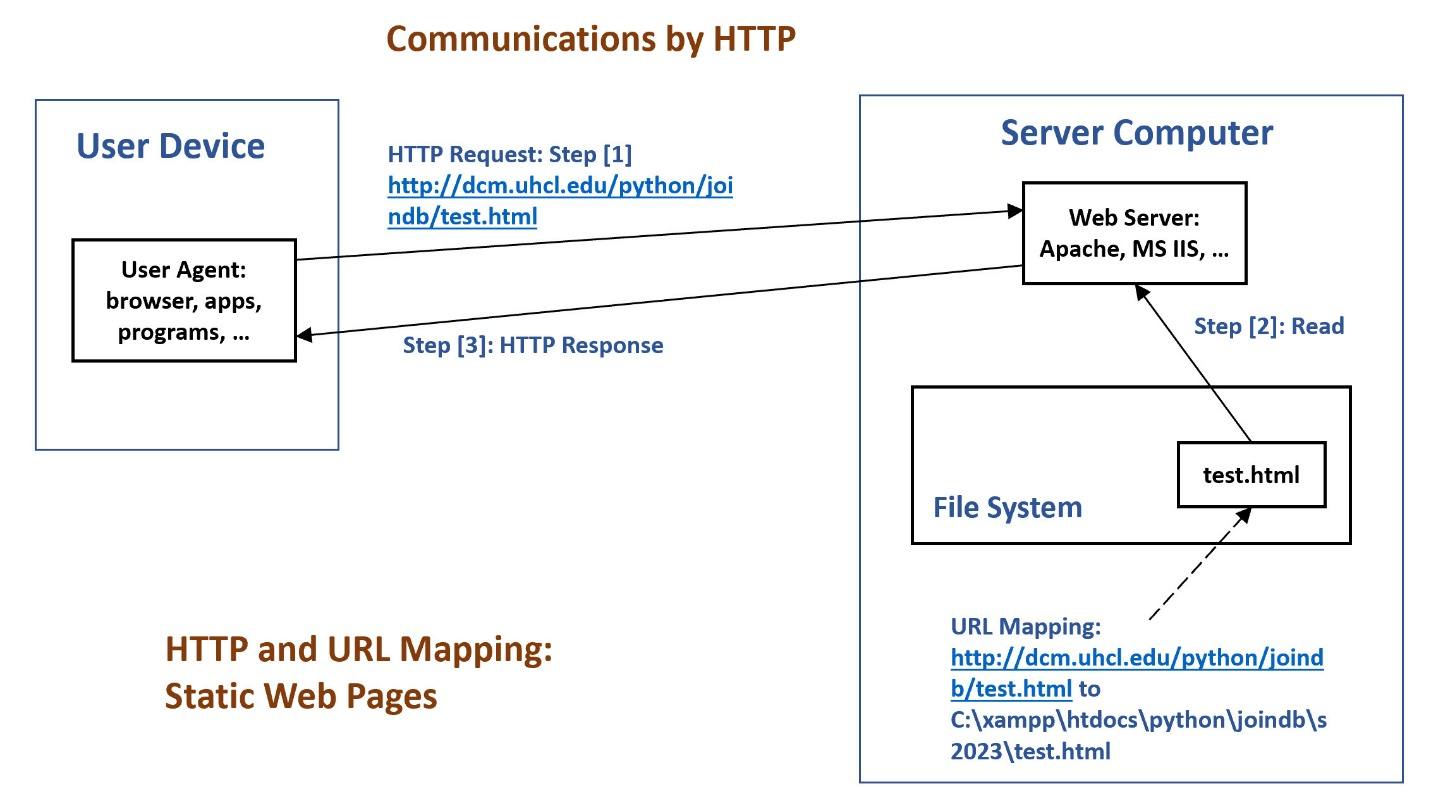 Communications by HTTP
User Device
User Agent:
browser, apps,
programs, ...
HTTP Request: Step [1]
http://dcm.uhcl.edu/python/joi
ndb/test.html
Step [3]: HTTP Response
Server Computer
Web Server:
Apache, MS IIS, ...
Step [2]: Read
test.html
File System
URL Mapping:
http://dcm.uhcl.edu/python/joind
b/test.html to
C:\xampp\htdocs\python\joindb\s
2023\test.html
HTTP and URL Mapping:
Static Web Pages